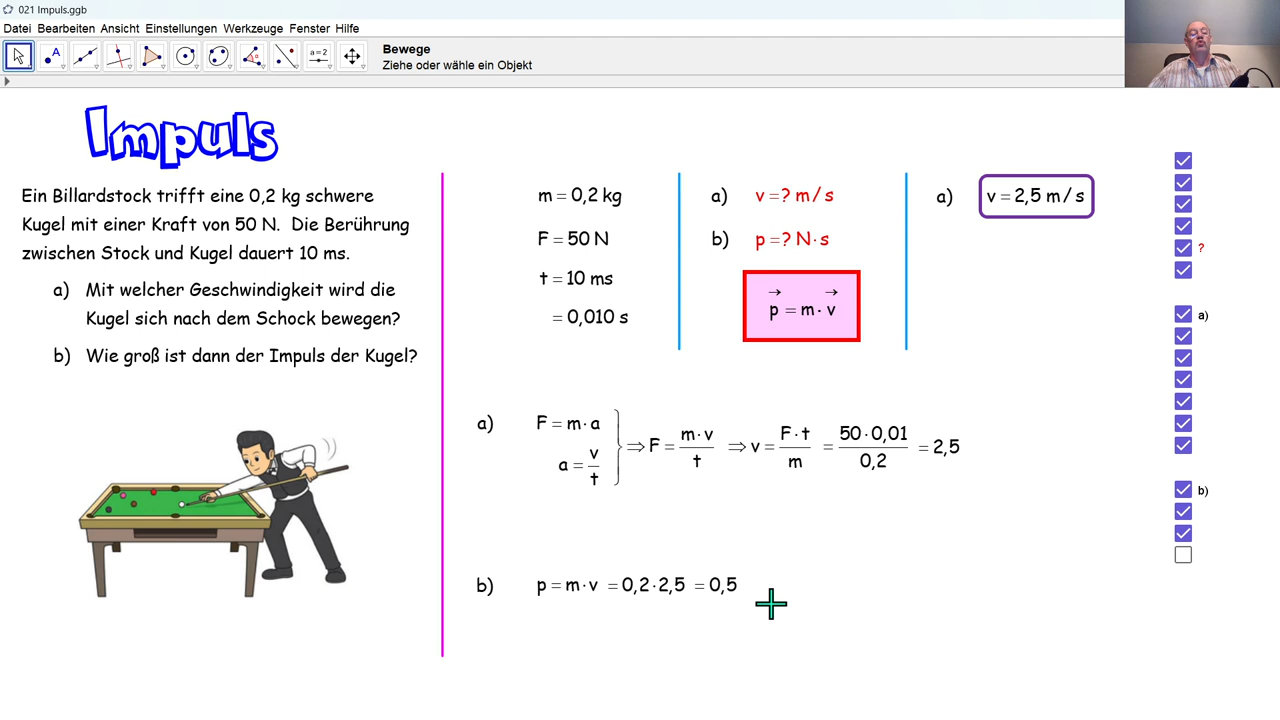 021 Impuls.ggb
Datei Bearbeiten Ansicht Einstellungen Werkzeuge Fenster Hilfe
A
a=2
Bewege
Ziehe oder wähle ein Objekt
Impuls
Ein Billardstock trifft eine 0,2 kg schwere
Kugel mit einer Kraft von 50 N. Die Berührung
zwischen Stock und Kugel dauert 10 ms.
a) Mit welcher Geschwindigkeit wird die
Kugel sich nach dem Schock bewegen?
b) Wie groß ist dann der Impuls der Kugel?
m = 0,2 kg
F = 50 N
t = 10 ms
= 0,010 s
a) v = ? m / s
b) p = ? N · s
→ →
p = m · v
a) v = 2,5 m / s
?
a)
b)
a) F = m · a
a = v/t
⇒ F = m · v / t ⇒ v = F · t / m = 50 · 0,01 / 0,2 = 2,5
b) p = m · v = 0,2 · 2,5 = 0,5